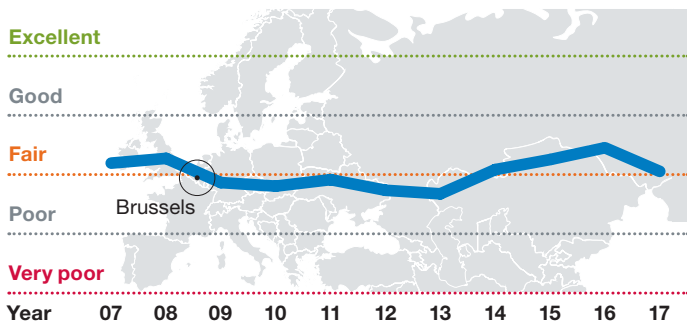 Excellent
Good
Fair
Poor
Brussels
Very poor
Year 07 08 09 10 11 12 13 14 15 16 17